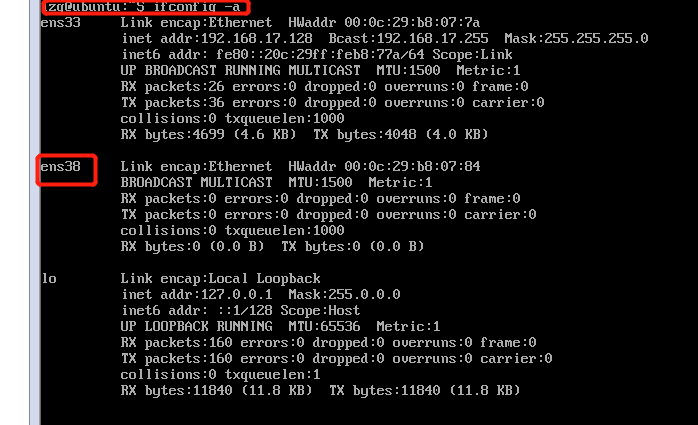 zq@ubuntu:~$ ifconfig -a
ens33 Link encap:Ethernet HWaddr 00:0c:29:b8:07:7a
inet addr:192.168.17.128 Bcast:192.168.17.255 Mask:255.255.255.0
inet6 addr: fe80::20c:29ff:feb8:77a/64 Scope:Link
UP BROADCAST RUNNING MULTICAST MTU:1500 Metric:1
RX packets:26 errors:0 dropped:0 overruns:0 frame:0
TX packets:36 errors:0 dropped:0 overruns:0 carrier:0
collisions:0 txqueuelen:1000
RX bytes:4699 (4.6 KB) TX bytes:4048 (4.0 KB)
ens38 Link encap:Ethernet HWaddr 00:0c:29:b8:07:84
BROADCAST MULTICAST MTU:1500 Metric:1
RX packets:0 errors:0 dropped:0 overruns:0 frame:0
TX packets:0 errors:0 dropped:0 overruns:0 carrier:0
collisions:0 txqueuelen:1000
RX bytes:0 (0.0 B) TX bytes:0 (0.0 B)
lo Link encap:Local Loopback
inet addr:127.0.0.1 Mask:255.0.0.0
inet6 addr: ::1/128 Scope:Host
UP LOOPBACK RUNNING MTU:65536 Metric:1
RX packets:160 errors:0 dropped:0 overruns:0 frame:0
TX packets:160 errors:0 dropped:0 overruns:0 carrier:0
collisions:0 txqueuelen:1
RX bytes:11840 (11.8 KB) TX bytes:11840 (11.8 KB)